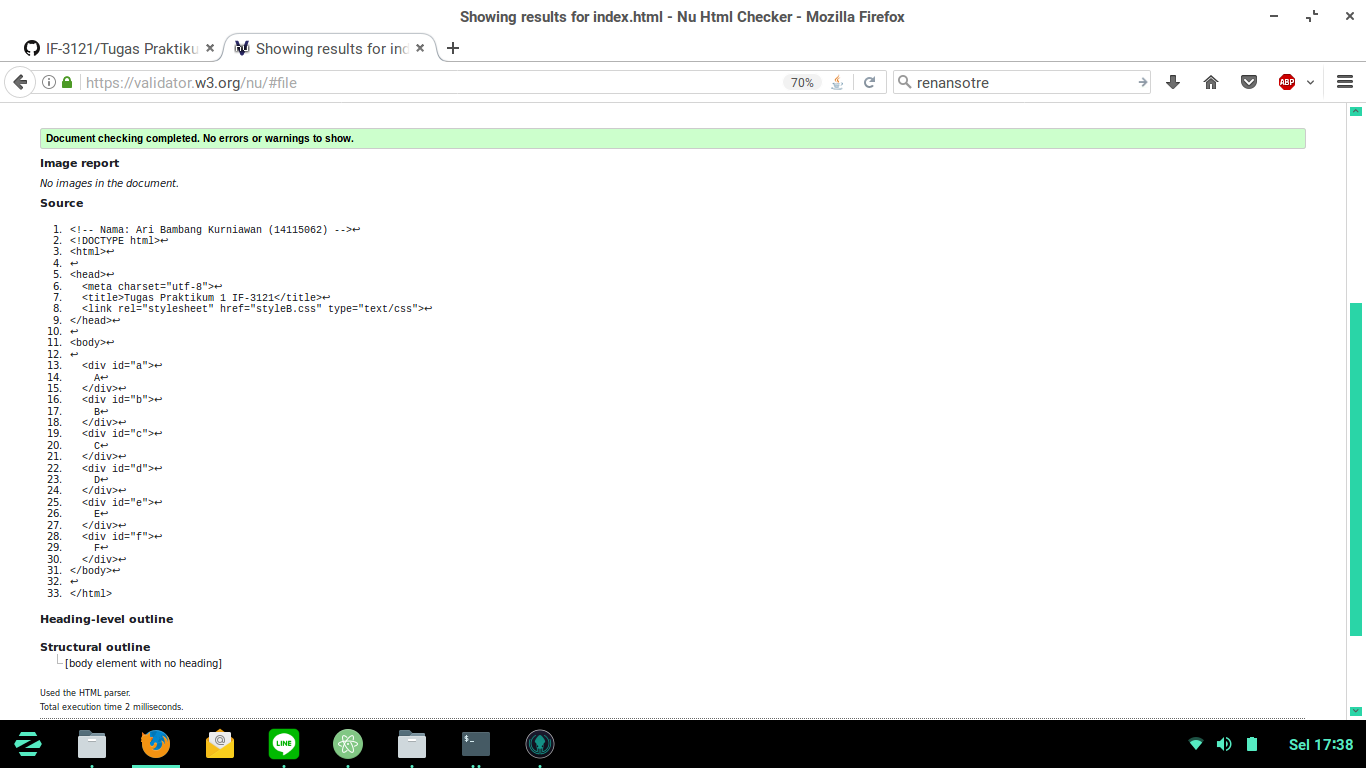 Showing results for index.html - Nu Html Checker - Mozilla Firefox
IF-3121/Tugas Praktiku
Showing results for ind
https://validator.w3.org/nu/#file
70%
renansotre
ABP
Document checking completed. No errors or warnings to show.
Image report
No images in the document.
Source
1. <!-- Nama: Ari Bambang Kurniawan (14115062) -->↩
2. <!DOCTYPE html>↩
3. <html>↩
4. ↩
5. <head>↩
6.   <meta charset="utf-8">↩
7.   <title>Tugas Praktikum 1 IF-3121</title>↩
8.   <link rel="stylesheet" href="styleB.css" type="text/css">↩
9. </head>↩
10. ↩
11. <body>↩
12. ↩
13.   <div id="a">↩
14.     A↩
15.   </div>↩
16.   <div id="b">↩
17.     B↩
18.   </div>↩
19.   <div id="c">↩
20.     C↩
21.   </div>↩
22.   <div id="d">↩
23.     D↩
24.   </div>↩
25.   <div id="e">↩
26.     E↩
27.   </div>↩
28.   <div id="f">↩
29.     F↩
30.   </div>↩
31. </body>↩
32. ↩
33. </html>
Heading-level outline
Structural outline
[body element with no heading]
Used the HTML parser.
Total execution time 2 milliseconds.
@
LINE
$_
Sel 17:38